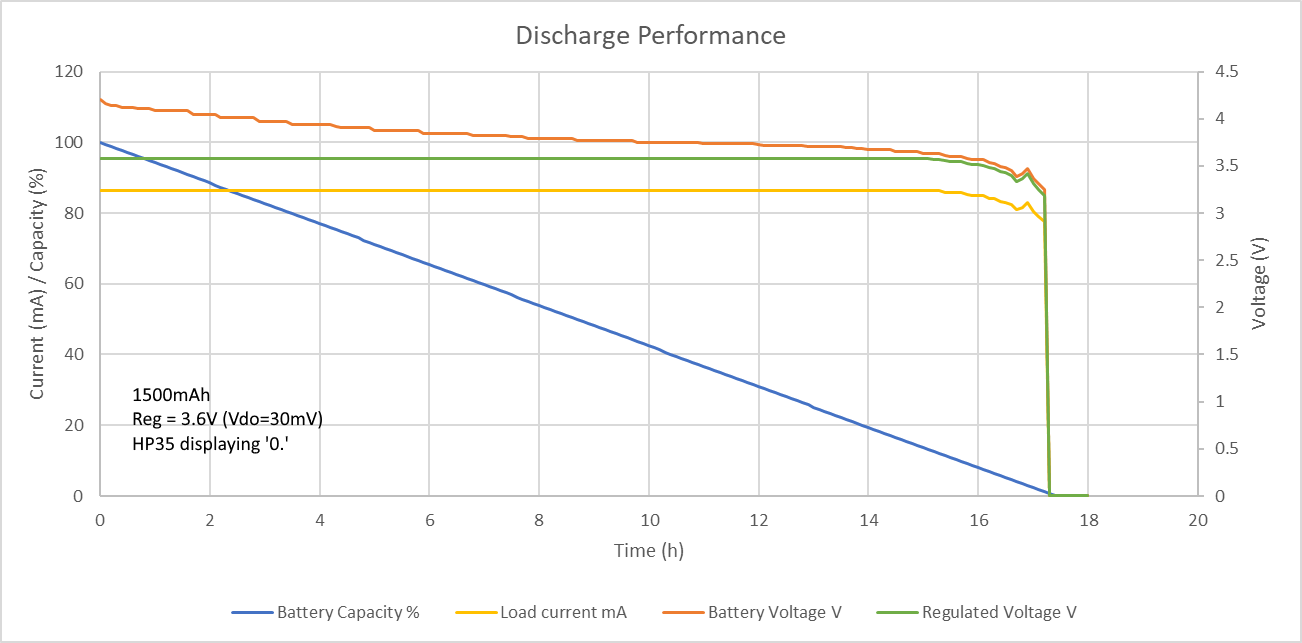 Discharge Performance
120
100
80
60
40
20
0
Current (mA) / Capacity (%)
4.5
4
3.5
3
2.5
2
1.5
1
0.5
0
Voltage (V)
1500mAh
Reg = 3.6V (Vdo=30mV)
HP35 displaying '0.'
0 2 4 6 8 10 12 14 16 18 20
Time (h)
Battery Capacity % Load current mA Battery Voltage V Regulated Voltage V